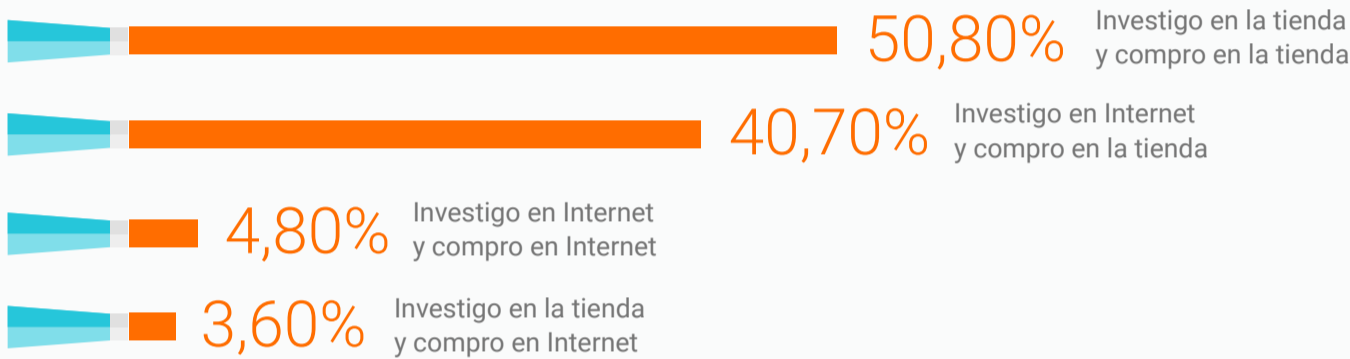 50,80%
Investigo en la tienda
y compro en la tienda
40,70%
Investigo en Internet
y compro en la tienda
4,80%
Investigo en Internet
y compro en Internet
3,60%
Investigo en la tienda
y compro en Internet